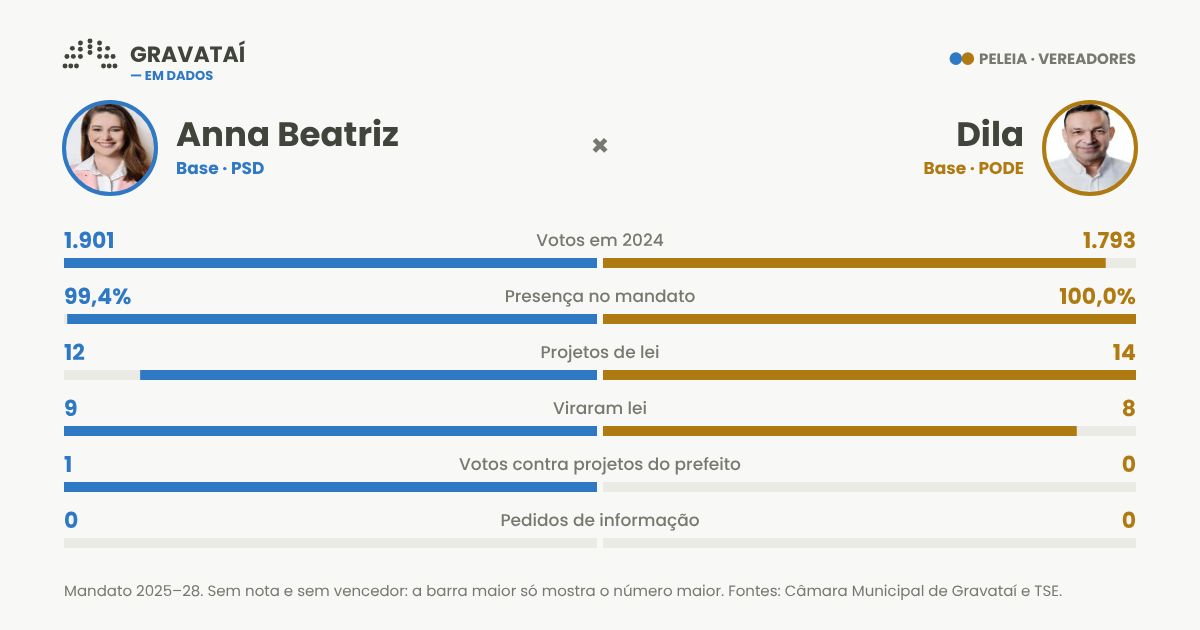 GRAVATAÍ
— EM DADOS
PELEIA · VEREADORES
Anna Beatriz
Base · PSD
×
Dila
Base · PODE
1.901 Votos em 2024 1.793
99,4% Presença no mandato 100,0%
12 Projetos de lei 14
9 Viraram lei 8
1 Votos contra projetos do prefeito 0
0 Pedidos de informação 0
Mandato 2025–28. Sem nota e sem vencedor: a barra maior só mostra o número maior. Fontes: Câmara Municipal de Gravataí e TSE.